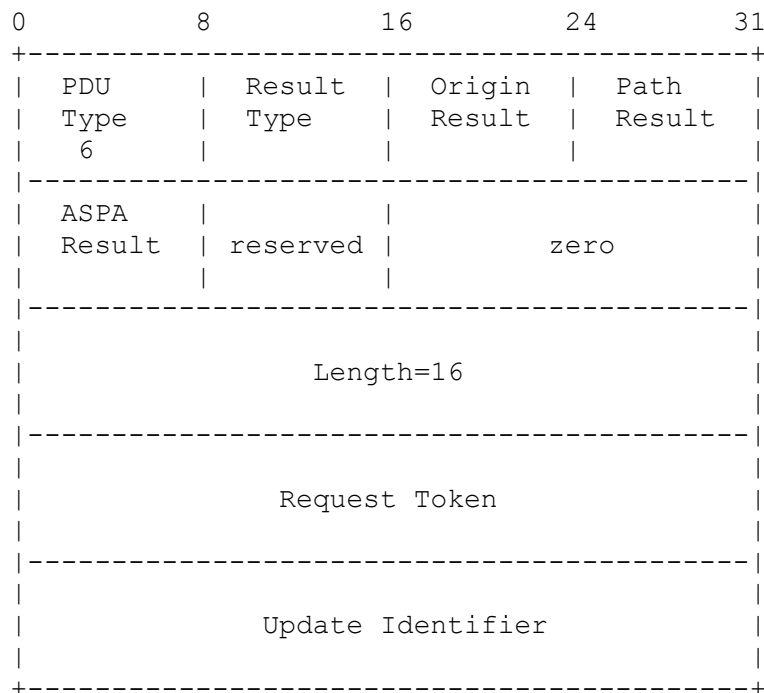 0 8 16 24 31
PDU Result Origin Path
Type Type Result Result
6
ASPA
Result reserved zero
Length=16
Request Token
Update Identifier